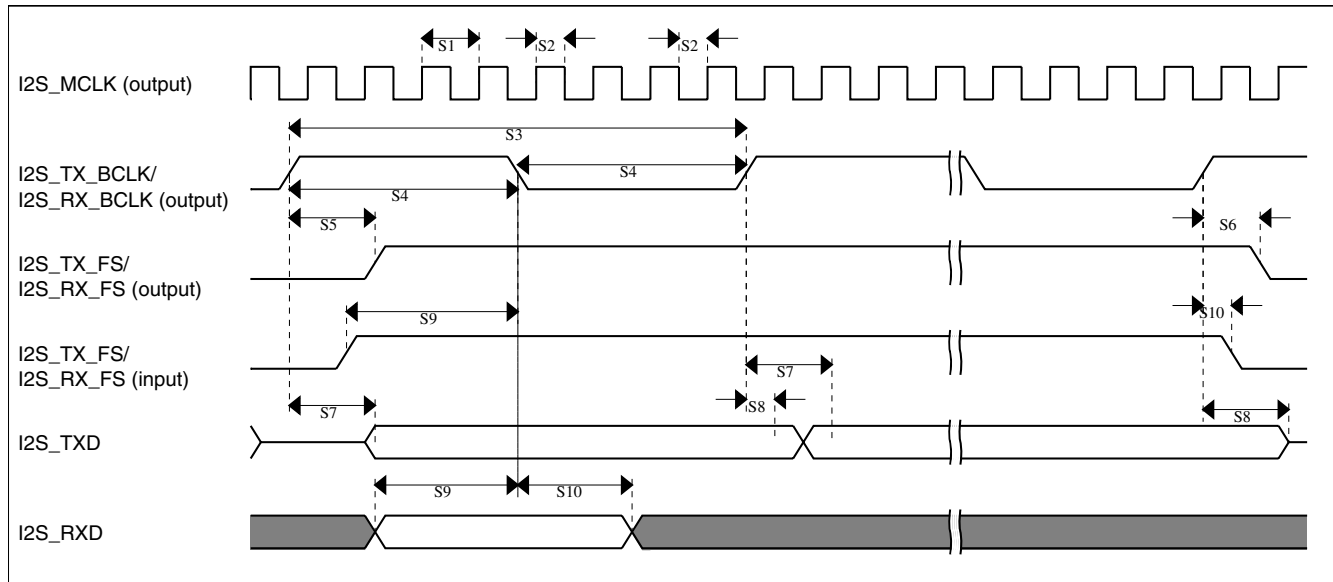 S1
S2
S2
I2S_MCLK (output)
S3
I2S_TX_BCLK/
I2S_RX_BCLK (output)
S4
S4
S5
S6
I2S_TX_FS/
I2S_RX_FS (output)
S9
S10
I2S_TX_FS/
I2S_RX_FS (input)
S7
S7
S8
S8
I2S_TXD
S9
S10
I2S_RXD